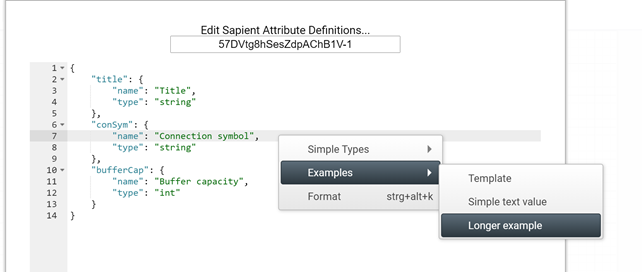 Edit Sapient Attribute Definitions...
57DVtg8hSesZdpAChB1V-1
1 {
2 "title": {
3 "name": "Title",
4 "type": "string"
5 },
6 "conSym": {
7 "name": "Connection symbol",
8 "type": "string"
9 },
10 "bufferCap": {
11 "name": "Buffer capacity",
12 "type": "int"
13 }
14 }
Simple Types
Examples
Format strg+alt+k
Template
Simple text value
Longer example